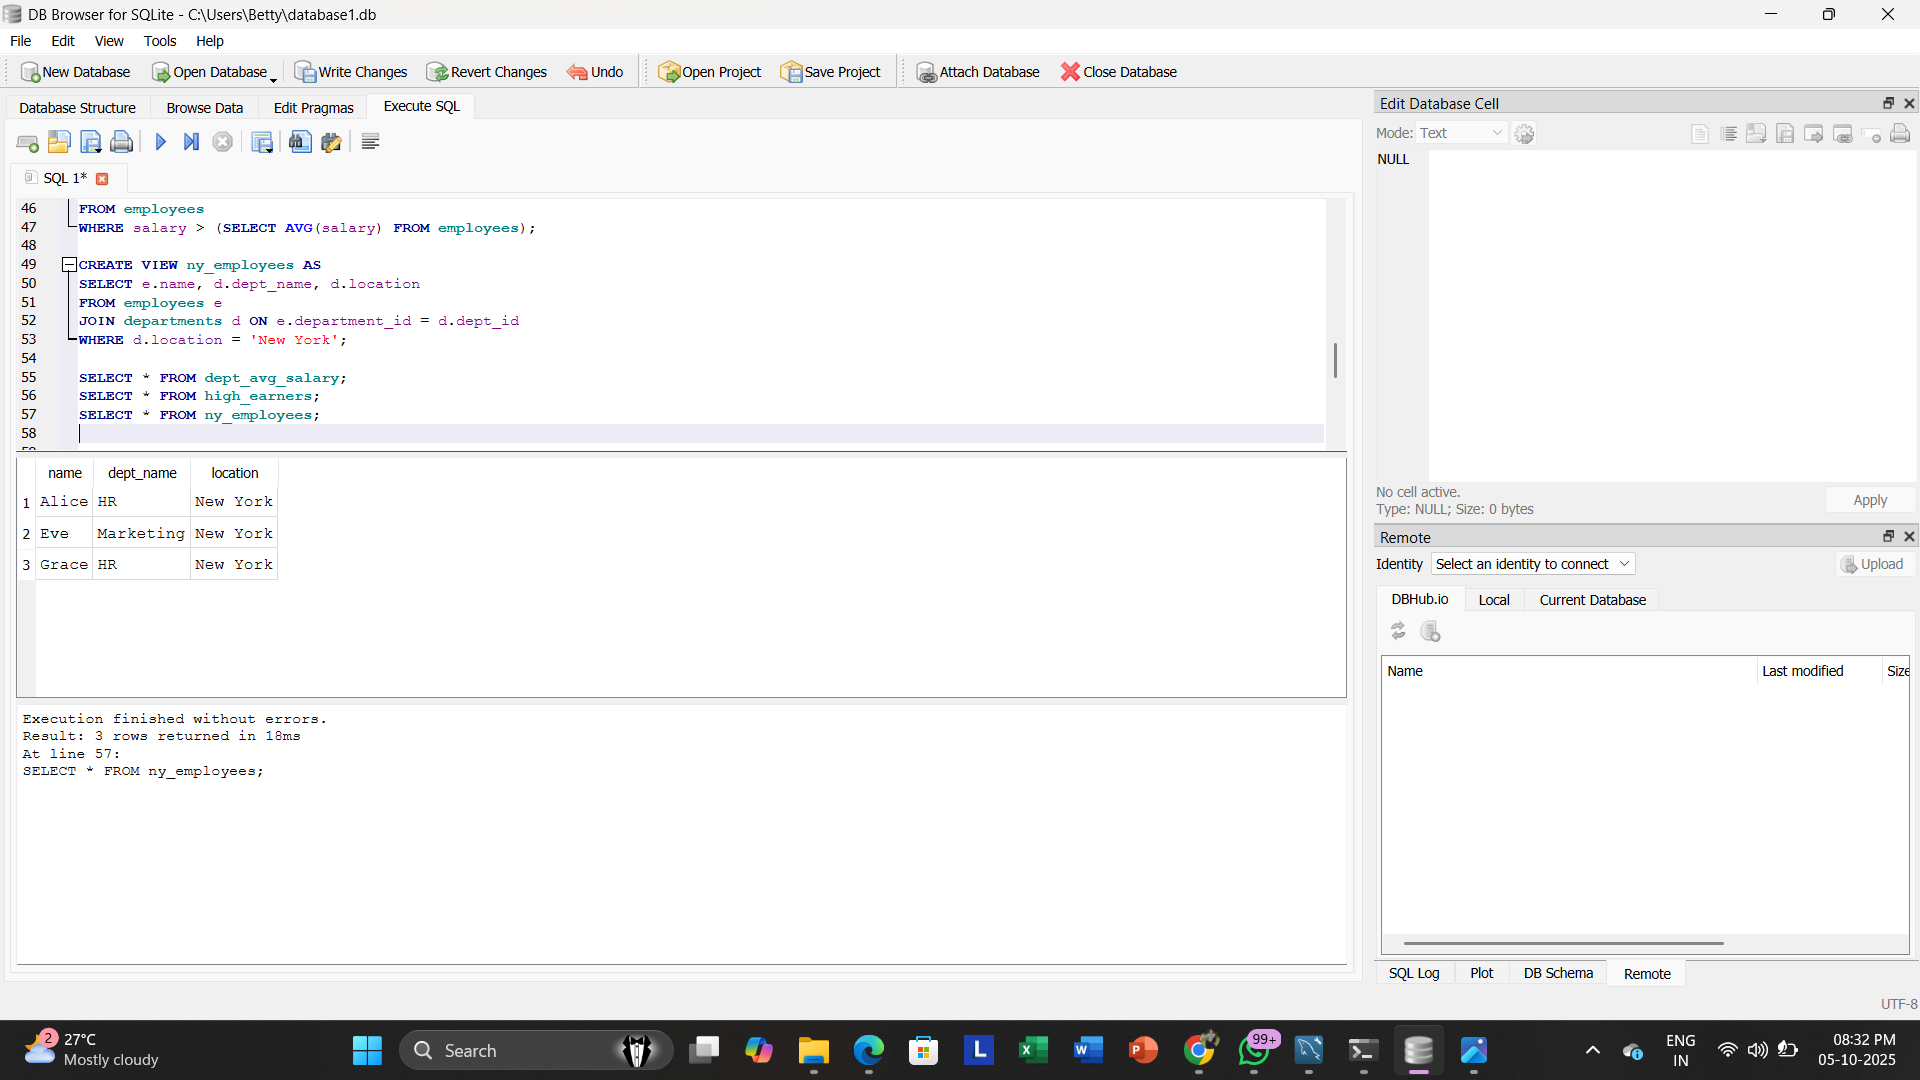 DB Browser for SQLite - C:\Users\Betty\database1.db
File Edit View Tools Help
New Database Open Database Write Changes Revert Changes Undo Open Project Save Project Attach Database Close Database
Database Structure Browse Data Edit Pragmas Execute SQL
SQL 1*
46 FROM employees
47 WHERE salary > (SELECT AVG(salary) FROM employees);
48
49 CREATE VIEW ny_employees AS
50 SELECT e.name, d.dept_name, d.location
51 FROM employees e
52 JOIN departments d ON e.department_id = d.dept_id
53 WHERE d.location = 'New York';
54
55 SELECT * FROM dept_avg_salary;
56 SELECT * FROM high_earners;
57 SELECT * FROM ny_employees;
58
name dept_name location
1 Alice HR New York
2 Eve Marketing New York
3 Grace HR New York
Execution finished without errors.
Result: 3 rows returned in 18ms
At line 57:
SELECT * FROM ny_employees;
Edit Database Cell
Mode: Text
NULL
No cell active.
Type: NULL; Size: 0 bytes
Apply
Remote
Identity Select an identity to connect Upload
DBHub.io Local Current Database
Name Last modified Size
SQL Log Plot DB Schema Remote
UTF-8
2
27°C
Mostly cloudy
Search
L
99+
ENG
IN
08:32 PM
05-10-2025